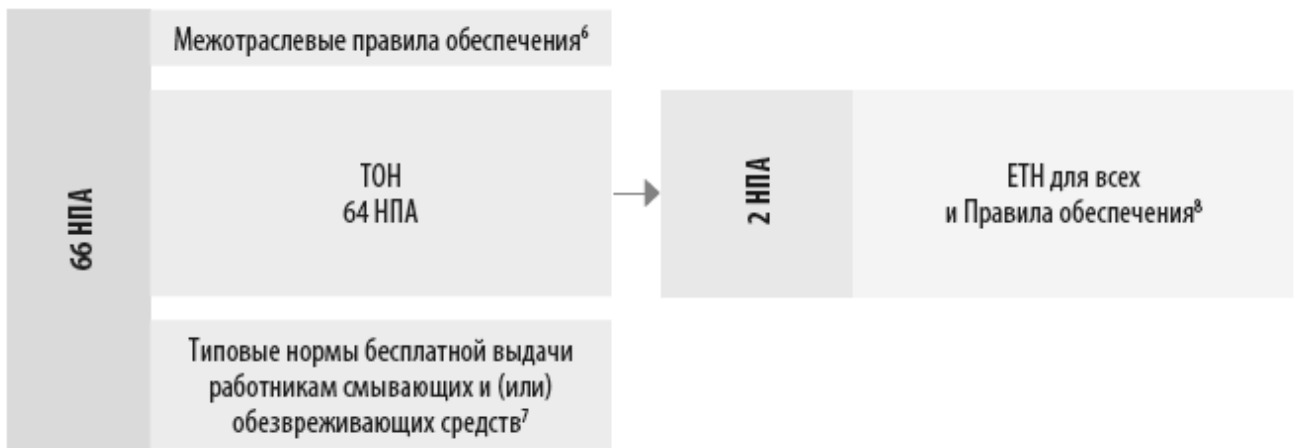 66 НПА
Межотраслевые правила обеспечения⁶
ТОН
64 НПА
Типовые нормы бесплатной выдачи
работникам смывающих и (или)
обезвреживающих средств⁷
2 НПА
ЕТН для всех
и Правила обеспечения⁸